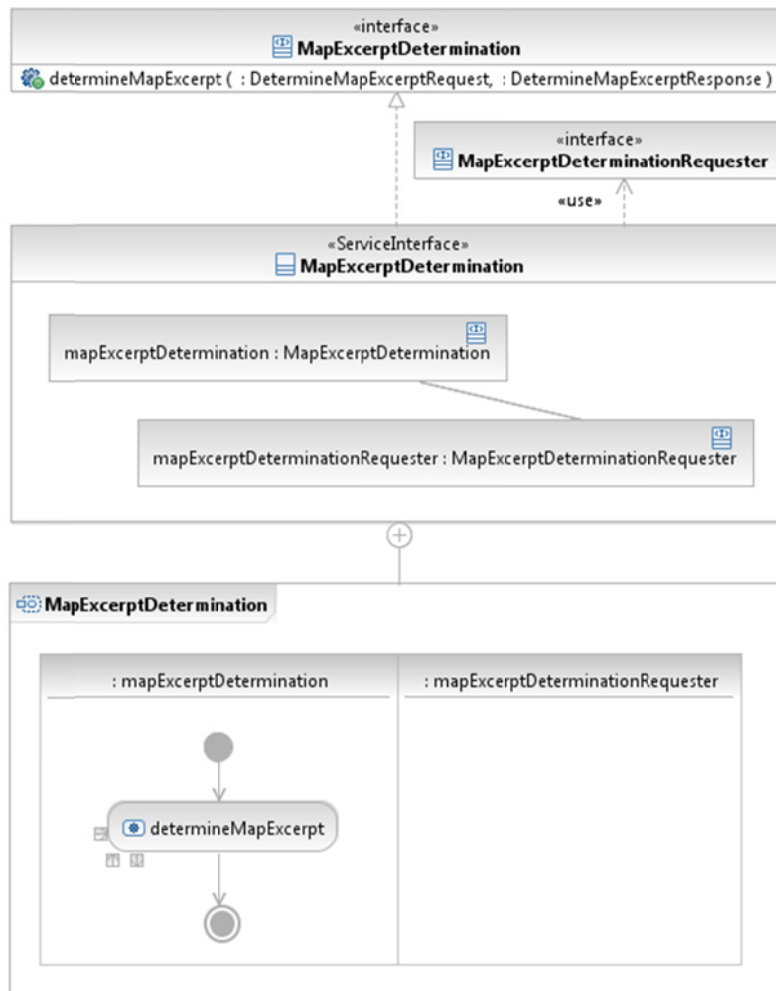 «interface»
MapExcerptDetermination
determineMapExcerpt ( : DetermineMapExcerptRequest, : DetermineMapExcerptResponse )
«interface»
MapExcerptDeterminationRequester
«use»
«ServiceInterface»
MapExcerptDetermination
mapExcerptDetermination : MapExcerptDetermination
mapExcerptDeterminationRequester : MapExcerptDeterminationRequester
MapExcerptDetermination
: mapExcerptDetermination
: mapExcerptDeterminationRequester
determineMapExcerpt